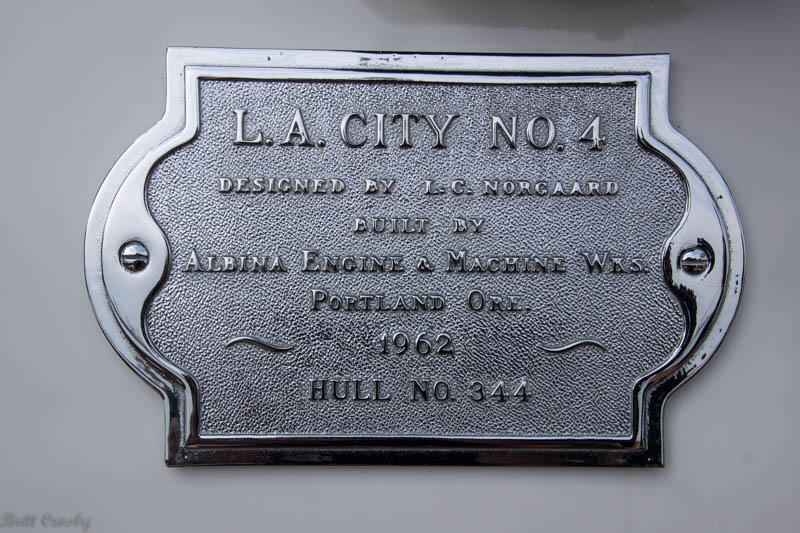 L.A. CITY NO. 4
DESIGNED BY L.C. NORGAARD
BUILT BY
ALBINA ENGINE & MACHINE WKS.
PORTLAND ORE.
1962
HULL NO. 344
Britt Crosby